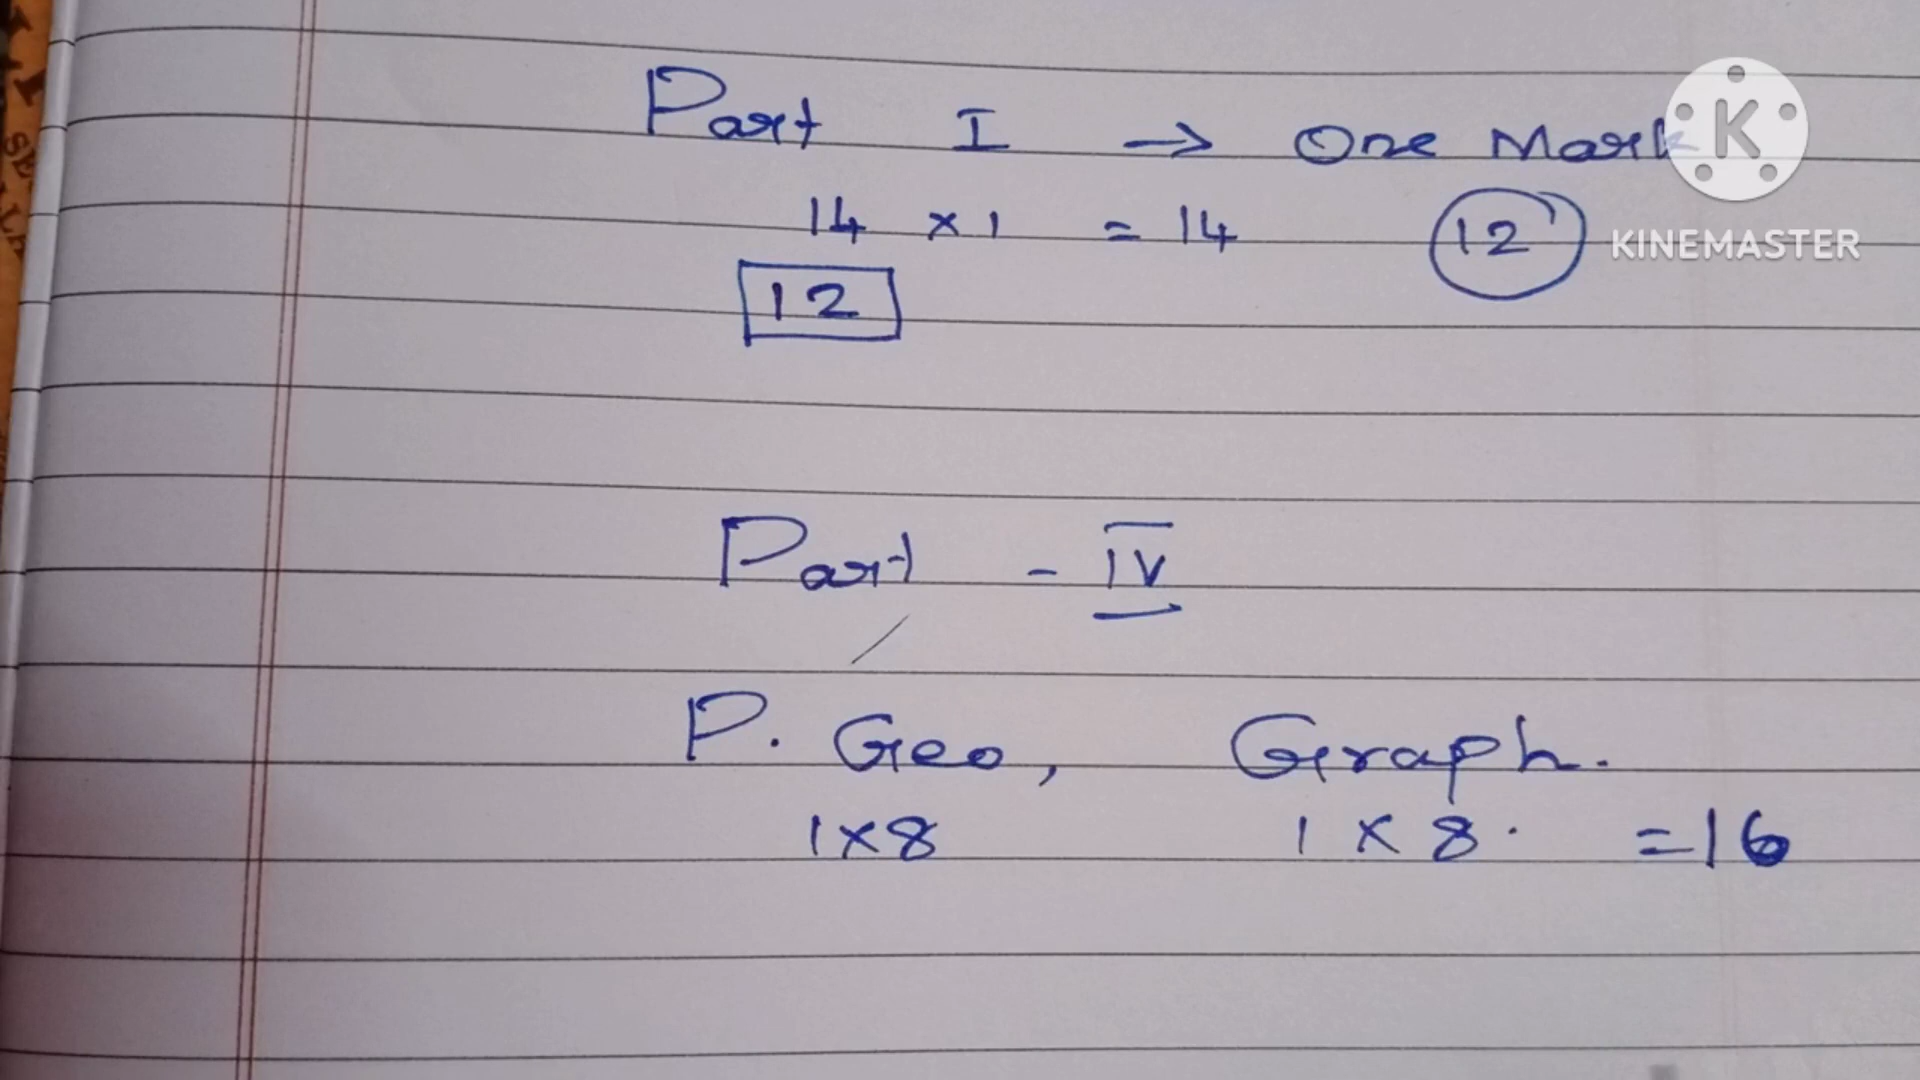 Part I → One Mark
14 × 1 = 14 12
KINEMASTER
12
Part - IV
P. Geo, Graph.
1×8 1 × 8. = 16